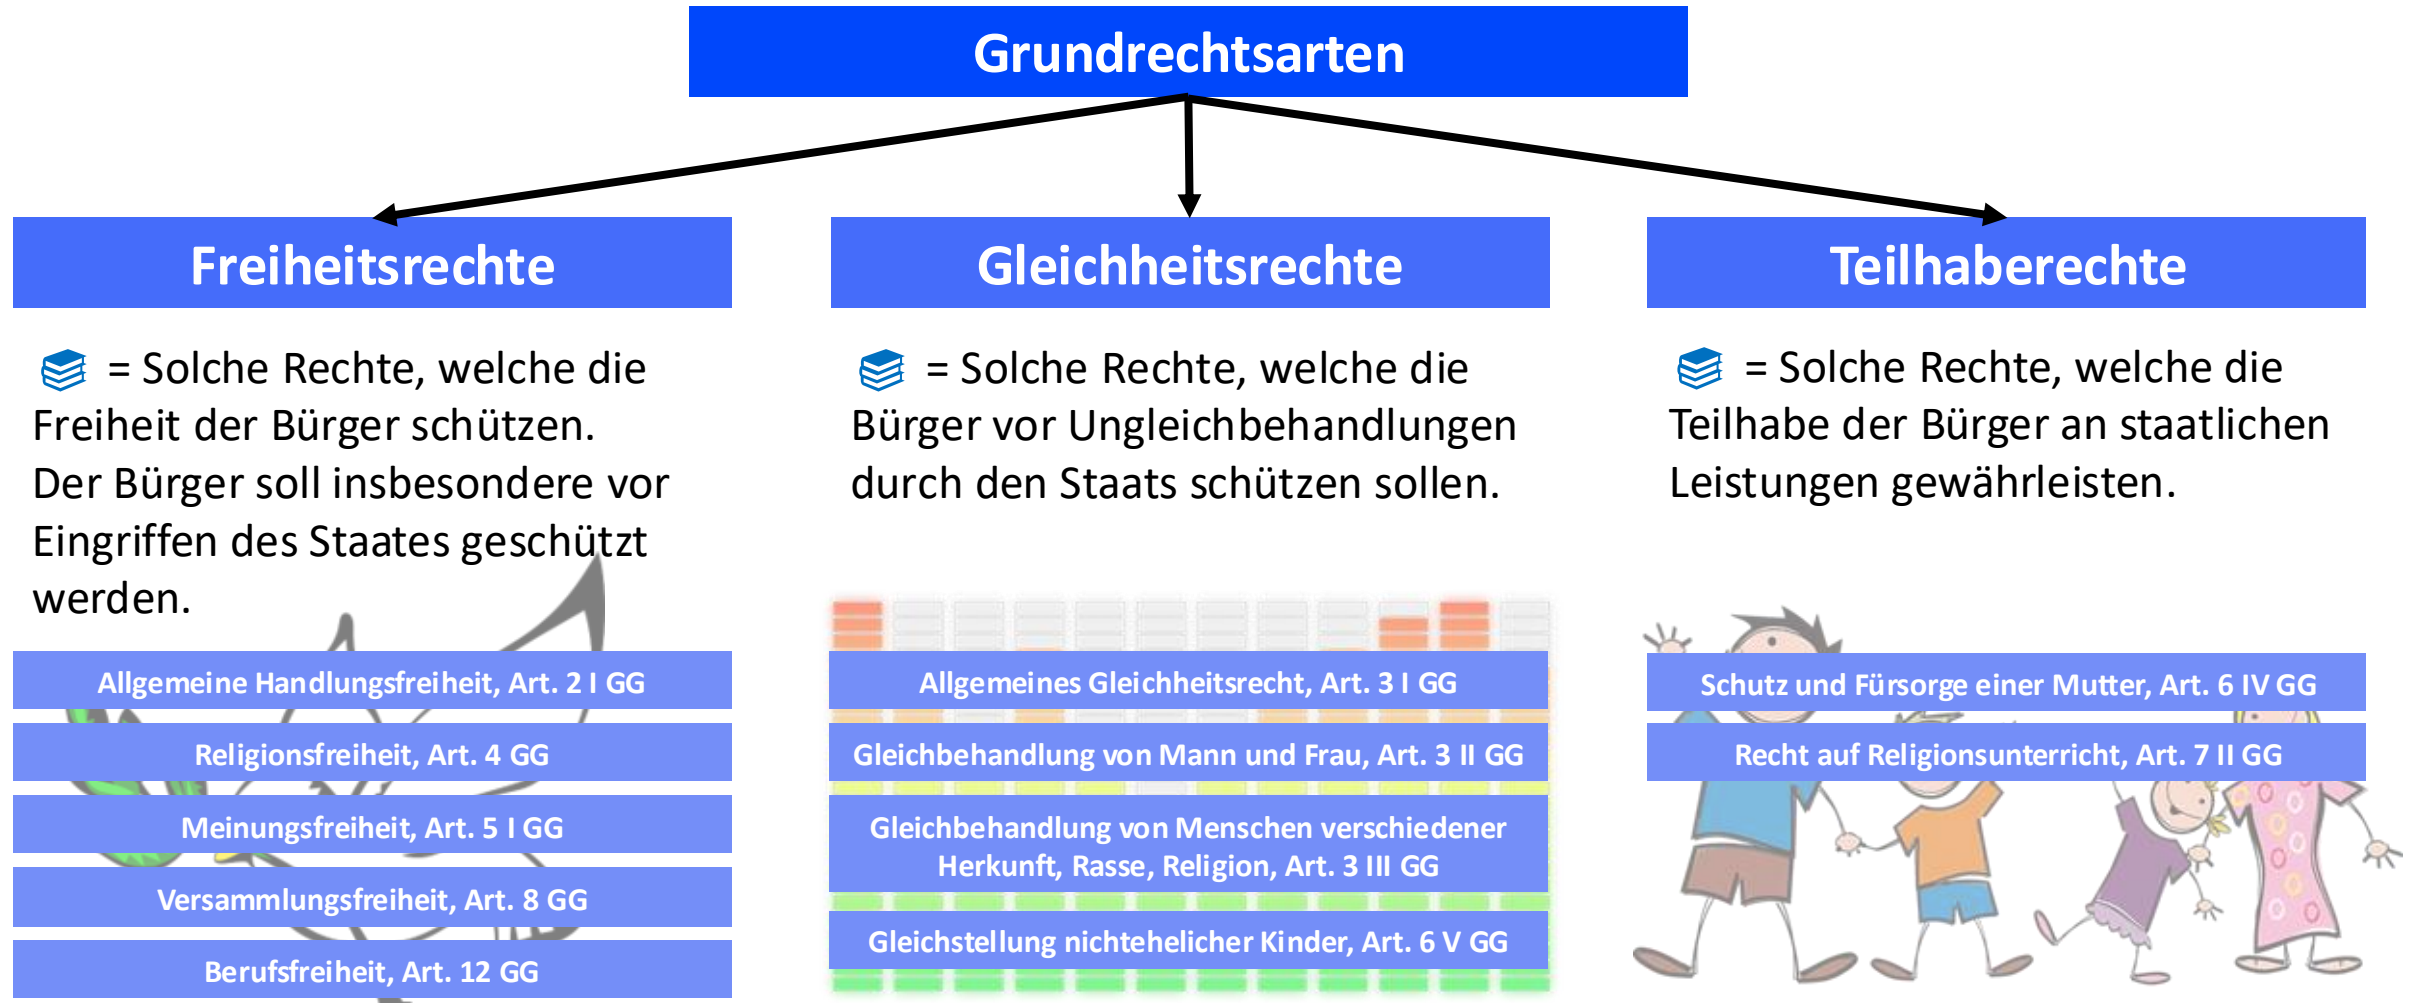 Grundrechtsarten
Freiheitsrechte
= Solche Rechte, welche die
Freiheit der Bürger schützen.
Der Bürger soll insbesondere vor
Eingriffen des Staates geschützt
werden.
Allgemeine Handlungsfreiheit, Art. 2 I GG
Religionsfreiheit, Art. 4 GG
Meinungsfreiheit, Art. 5 I GG
Versammlungsfreiheit, Art. 8 GG
Berufsfreiheit, Art. 12 GG
Gleichheitsrechte
= Solche Rechte, welche die
Bürger vor Ungleichbehandlungen
durch den Staats schützen sollen.
Allgemeines Gleichheitsrecht, Art. 3 I GG
Gleichbehandlung von Mann und Frau, Art. 3 II GG
Gleichbehandlung von Menschen verschiedener
Herkunft, Rasse, Religion, Art. 3 III GG
Gleichstellung nichtehelicher Kinder, Art. 6 V GG
Teilhaberechte
= Solche Rechte, welche die
Teilhabe der Bürger an staatlichen
Leistungen gewährleisten.
Schutz und Fürsorge einer Mutter, Art. 6 IV GG
Recht auf Religionsunterricht, Art. 7 II GG